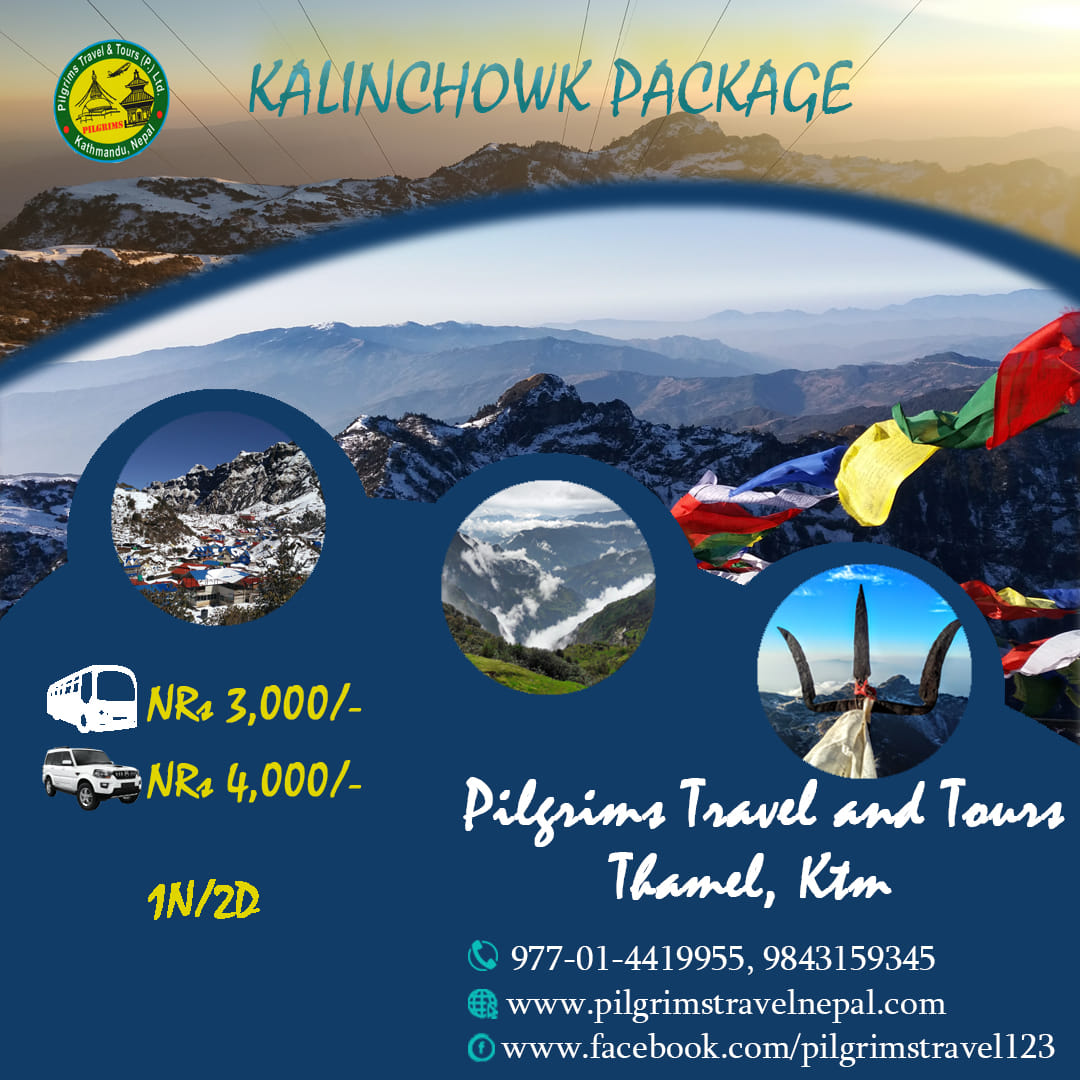 Pilgrims Travel & Tours (P.) Ltd.
PILGRIMS
Kathmandu, Nepal
KALINCHOWK PACKAGE
NRs 3,000/-
NRs 4,000/-
1N/2D
Pilgrims Travel and Tours
Thamel, Ktm
977-01-4419955, 9843159345
www.pilgrimstravelnepal.com
www.facebook.com/pilgrimstravel123